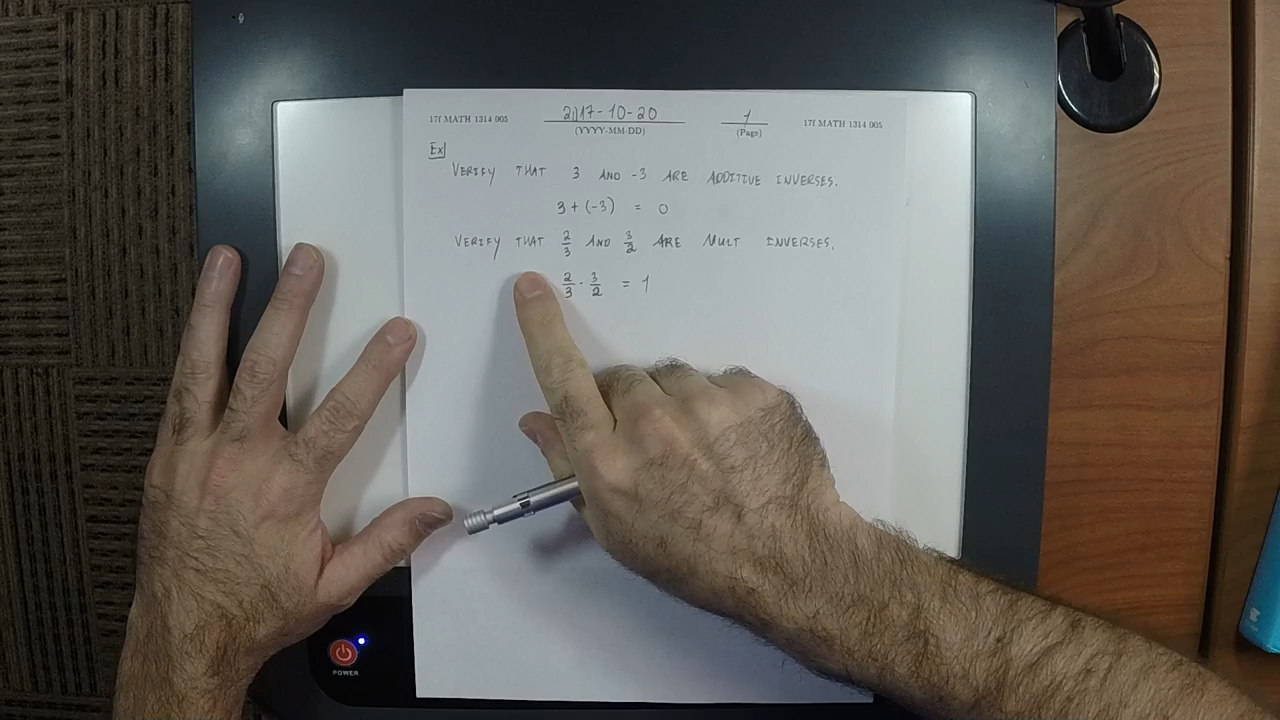 17f MATH 1314 005 2017-10-20 1 17f MATH 1314 005
(YYYY-MM-DD) (Page)
Ex
VERIFY THAT 3 AND -3 ARE ADDITIVE INVERSES.
3 + (-3) = 0
VERIFY THAT 2/3 AND 3/2 ARE MULT INVERSES.
2/3 · 3/2 = 1
POWER